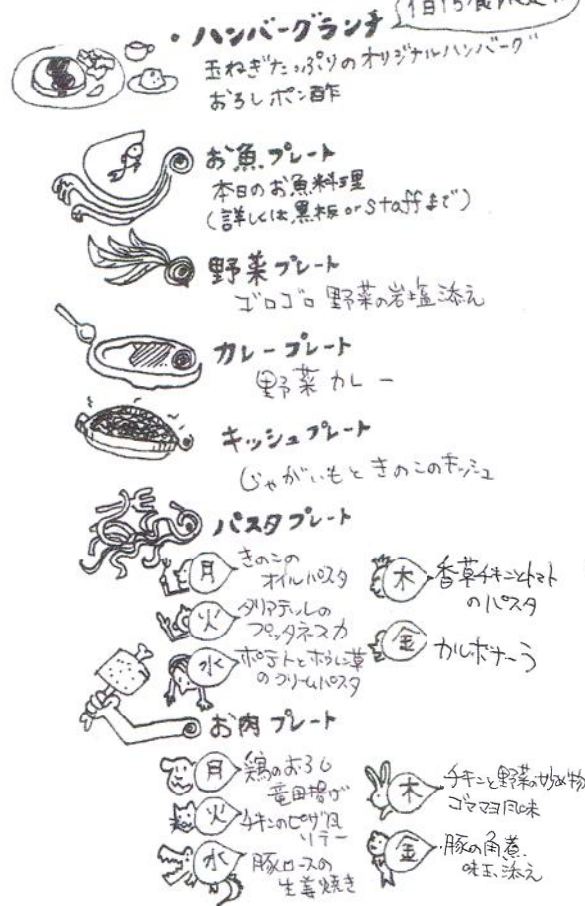 ・ハンバーグランチ
1日15食限定
玉ねぎたっぷりのオリジナルハンバーグ
おろしポン酢
お魚プレート
本日のお魚料理
(詳しくは黒板 or staffまで)
野菜プレート
ゴロゴロ野菜の岩塩添え
カレープレート
野菜カレー
キッシュプレート
じゃがいもときのこのキッシュ
パスタプレート
月 きのこの
オイルパスタ
火 タリアテッレの
プッタネスカ
水 ポテトとホウレン草
のクリームパスタ
木 香草チキンとトマト
のパスタ
金 カルボナーラ
お肉プレート
月 鶏のおろし
竜田揚げ
火 チキンのピザ風
ソテー
水 豚ロースの
生姜焼き
木 チキンと野菜の炒め物
ゴママヨ風味
金 豚の角煮
味玉添え